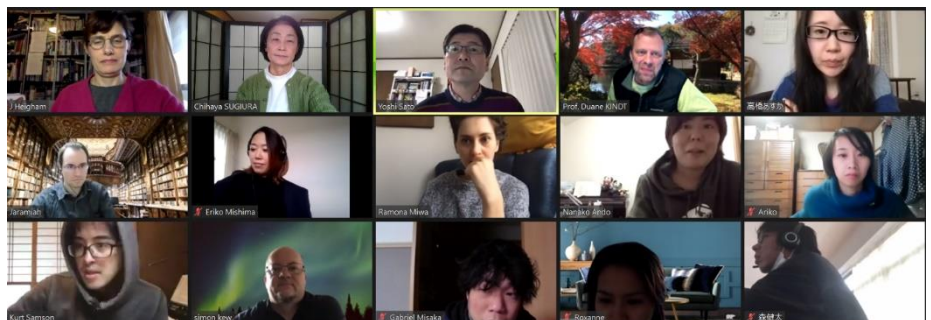 J Heigham
Chihaya SUGIURA
Yoshi Sato
Prof. Duane KINDT
高橋あすか
Jaramiah
Eriko Mishima
Ramona Miwa
Nanako Ando
Ariko
Kurt Samson
simon kew
Gabriel Misaka
Roxanne
森健太